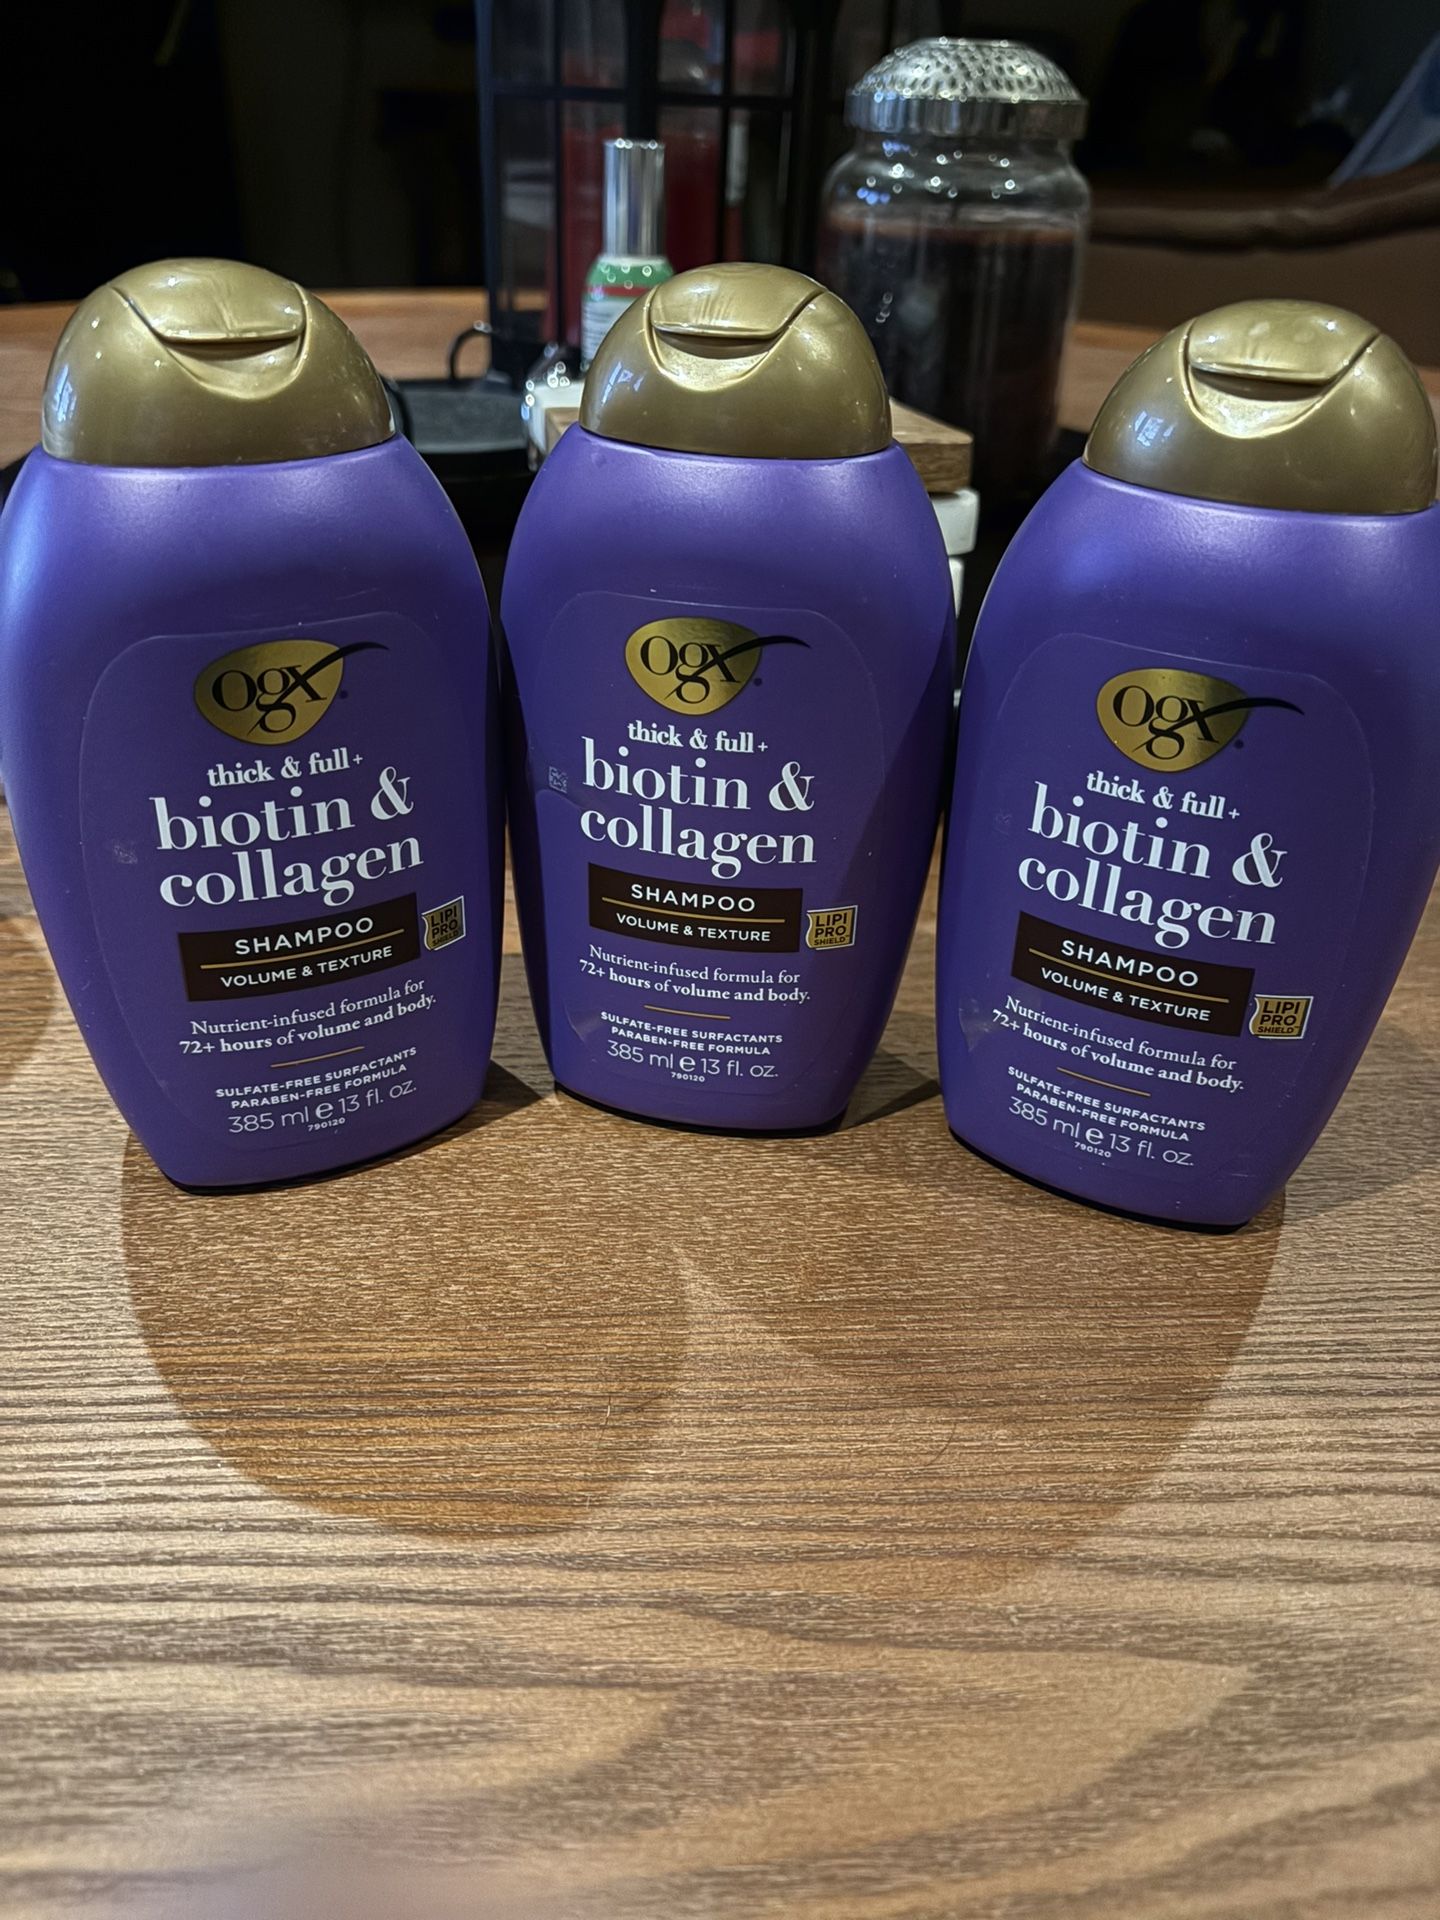 ogx
thick & full+
biotin &
collagen
SHAMPOO
VOLUME & TEXTURE
LIPI
PRO
SHIELD™
Nutrient-infused formula for
72+ hours of volume and body.
SULFATE-FREE SURFACTANTS
PARABEN-FREE FORMULA
385 ml e 13 fl. oz.
790120
ogx
thick & full+
biotin &
collagen
SHAMPOO
VOLUME & TEXTURE
LIPI
PRO
SHIELD™
Nutrient-infused formula for
72+ hours of volume and body.
SULFATE-FREE SURFACTANTS
PARABEN-FREE FORMULA
385 ml e 13 fl. oz.
790120
ogx
thick & full+
biotin &
collagen
SHAMPOO
VOLUME & TEXTURE
LIPI
PRO
SHIELD™
Nutrient-infused formula for
72+ hours of volume and body.
SULFATE-FREE SURFACTANTS
PARABEN-FREE FORMULA
385 ml e 13 fl. oz.
790120